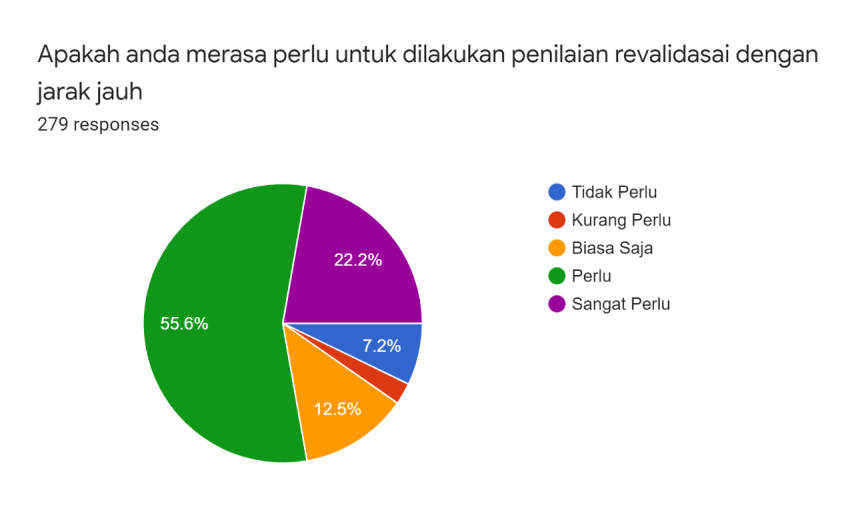 Apakah anda merasa perlu untuk dilakukan penilaian revalidasai dengan
jarak jauh
279 responses
Tidak Perlu
Kurang Perlu
Biasa Saja
Perlu
Sangat Perlu
22.2%
55.6%
7.2%
12.5%